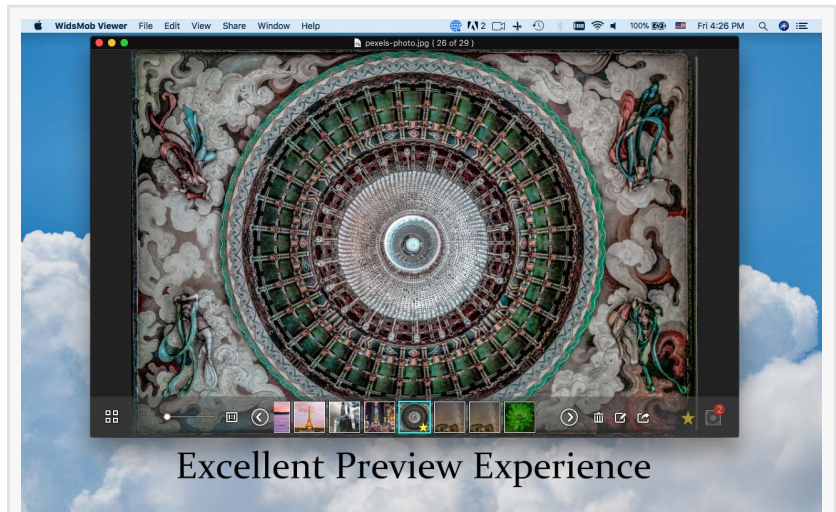 WidsMob Viewer File Edit View Share Window Help 2 100% Fri 4:26 PM
pexels-photo.jpg ( 26 of 29 )
2
Excellent Preview Experience